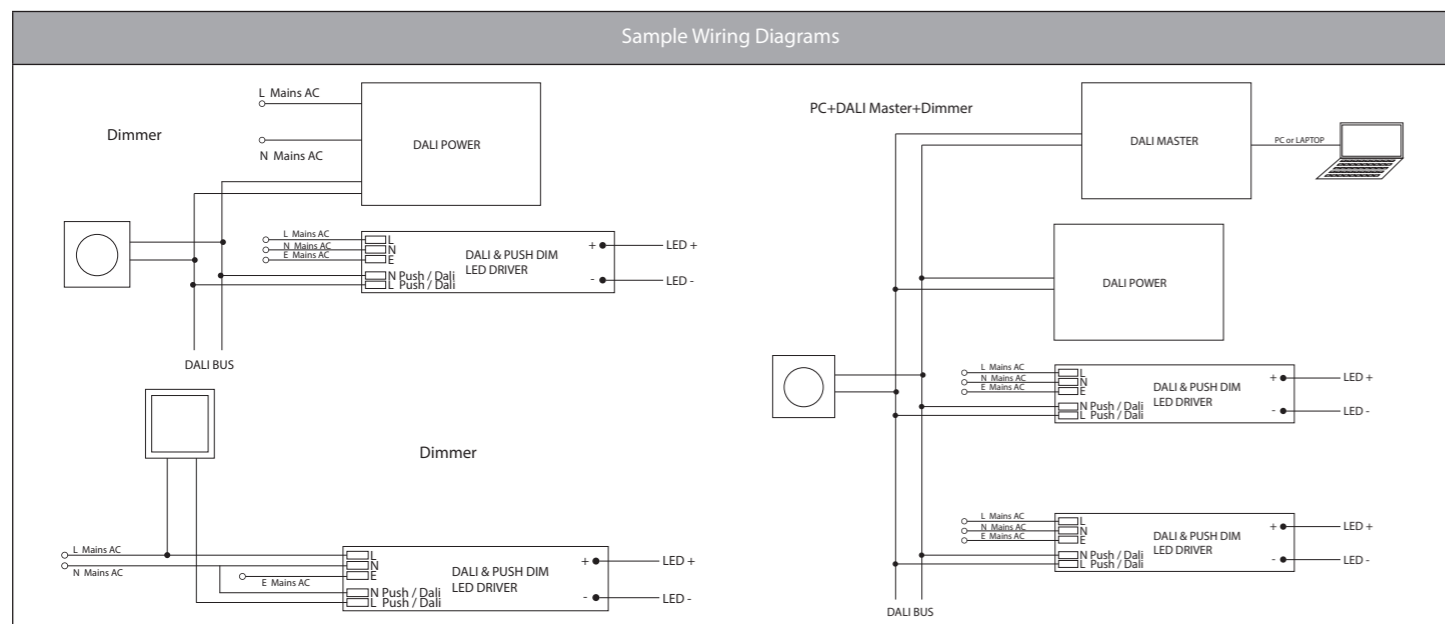 Sample Wiring Diagrams
L Mains AC
Dimmer
N Mains AC
DALI POWER
L Mains AC
N Mains AC
E Mains AC
L
N
E
N Push / Dali
L Push / Dali
DALI & PUSH DIM
LED DRIVER
+
-
LED +
LED -
DALI BUS
Dimmer
L Mains AC
N Mains AC
E Mains AC
L
N
E
N Push / Dali
L Push / Dali
DALI & PUSH DIM
LED DRIVER
+
-
LED +
LED -
PC+DALI Master+Dimmer
DALI MASTER
PC or LAPTOP
DALI POWER
L Mains AC
N Mains AC
E Mains AC
L
N
E
N Push / Dali
L Push / Dali
DALI & PUSH DIM
LED DRIVER
+
-
LED +
LED -
L Mains AC
N Mains AC
E Mains AC
L
N
E
N Push / Dali
L Push / Dali
DALI & PUSH DIM
LED DRIVER
+
-
LED +
LED -
DALI BUS